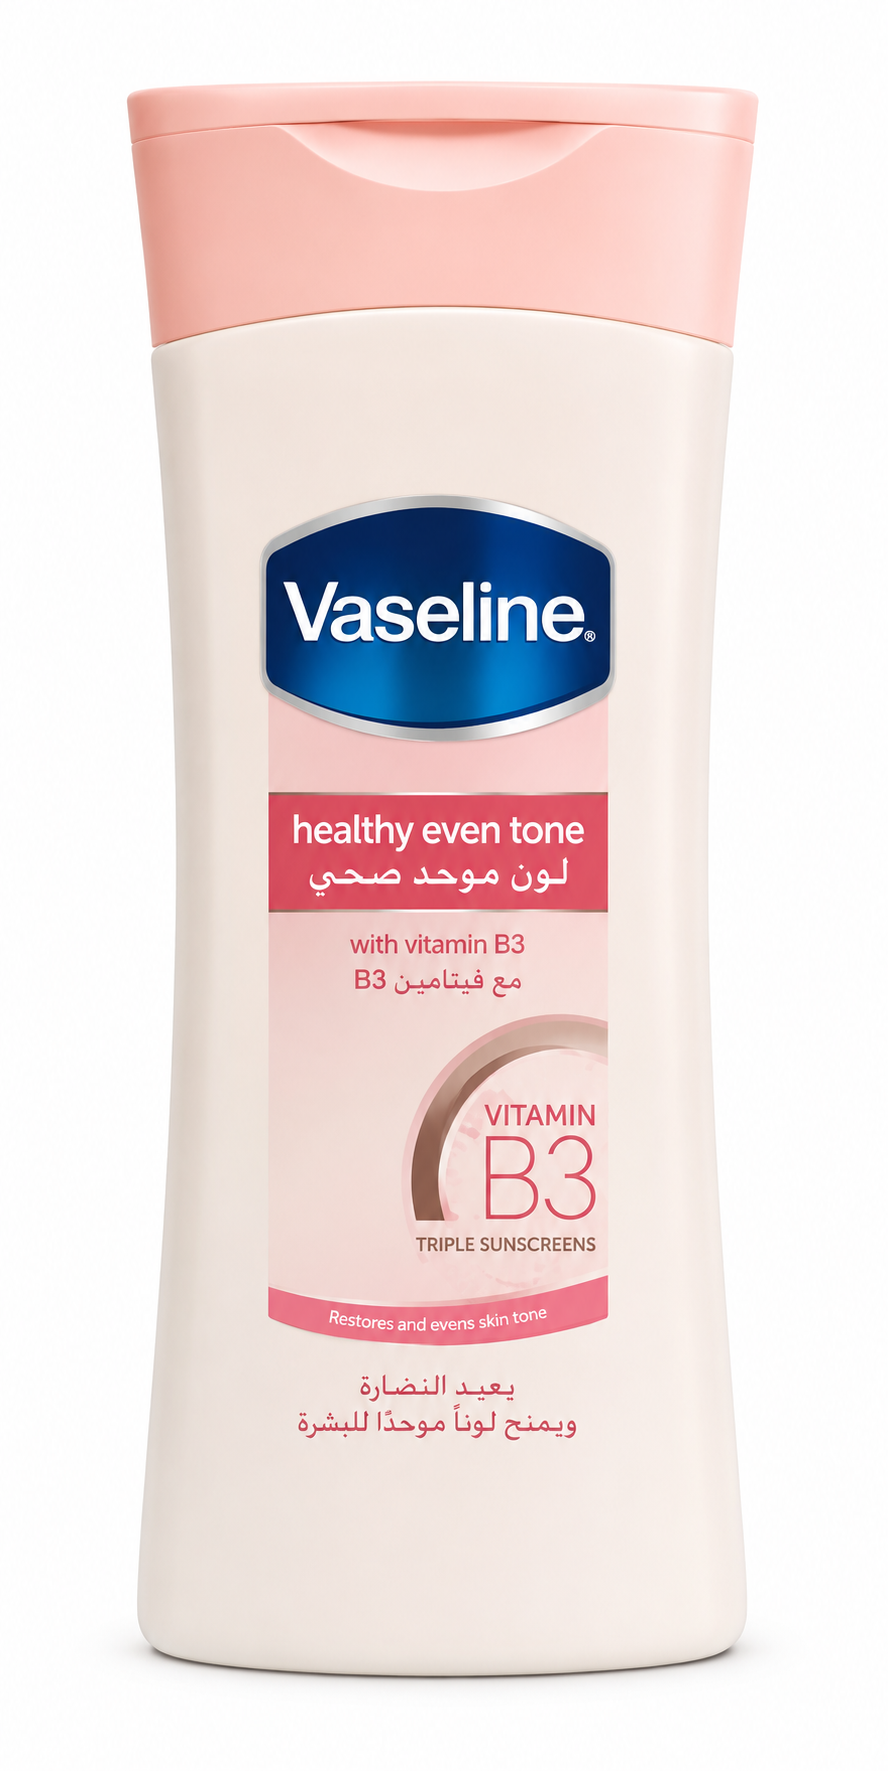 Vaseline®
healthy even tone
لون موحد صحي
with vitamin B3
مع فيتامين B3
VITAMIN
B3
TRIPLE SUNSCREENS
Restores and evens skin tone
يعيد النضارة
ويمنح لوناً موحدًا للبشرة